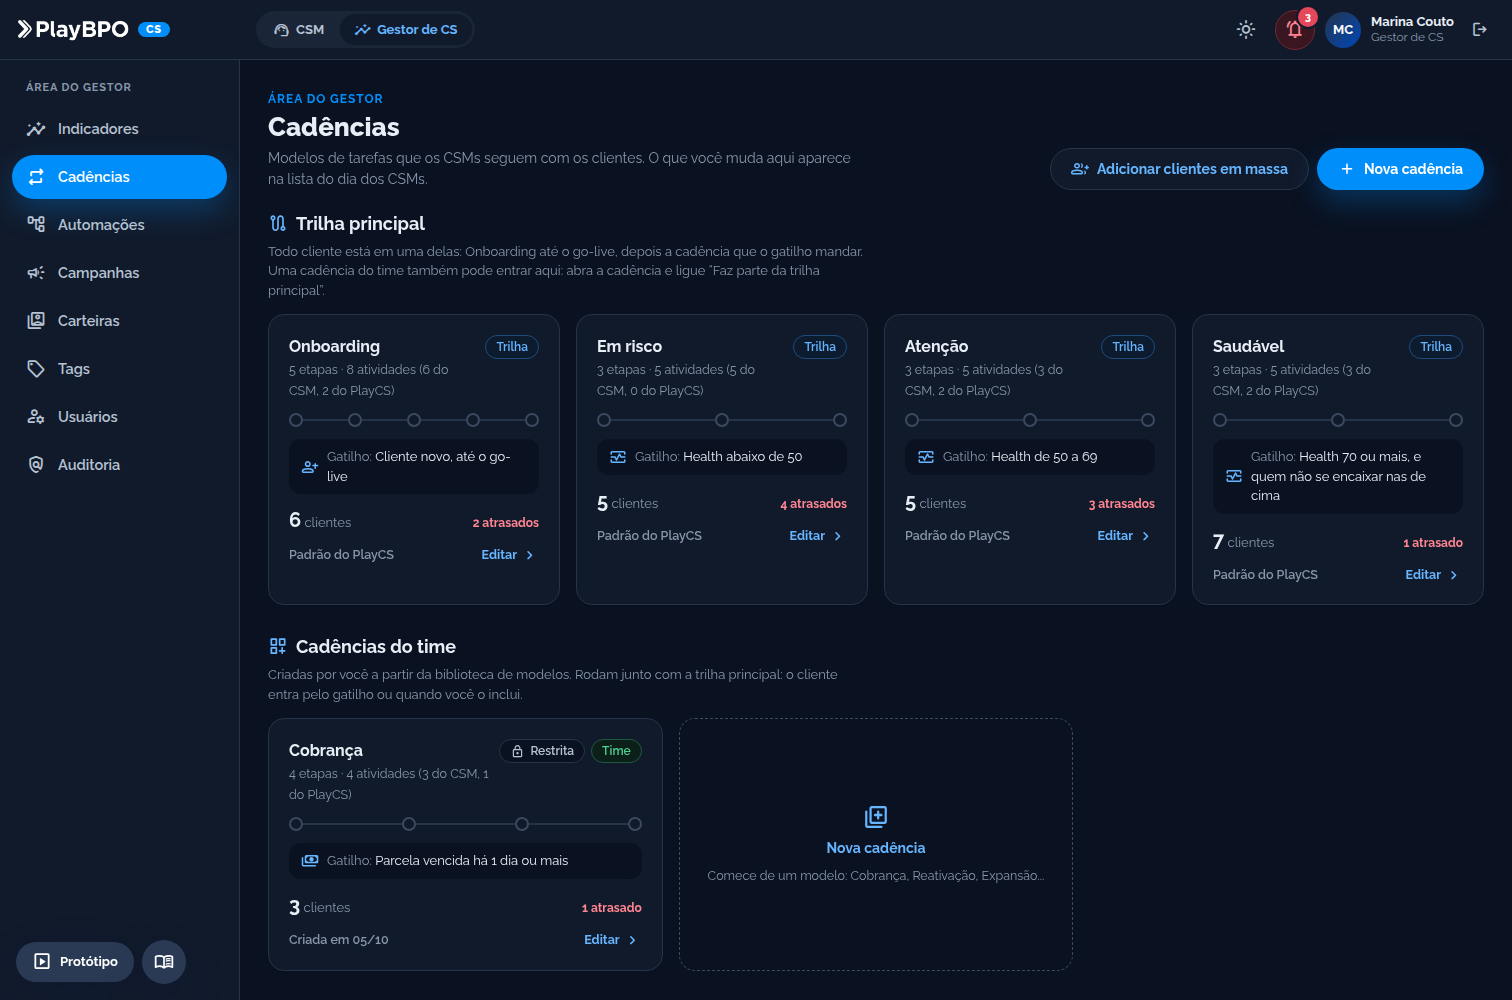 PlayBPO CS
CSM
Gestor de CS
3
MC
Marina Couto
Gestor de CS
ÁREA DO GESTOR
Indicadores
Cadências
Automações
Campanhas
Carteiras
Tags
Usuários
Auditoria
Protótipo
ÁREA DO GESTOR
Cadências
Modelos de tarefas que os CSMs seguem com os clientes. O que você muda aqui aparece
na lista do dia dos CSMs.
Adicionar clientes em massa
Nova cadência
Trilha principal
Todo cliente está em uma delas: Onboarding até o go-live, depois a cadência que o gatilho mandar.
Uma cadência do time também pode entrar aqui: abra a cadência e ligue "Faz parte da trilha
principal".
Onboarding
Trilha
5 etapas · 8 atividades (6 do
CSM, 2 do PlayCS)
Gatilho: Cliente novo, até o go-
live
6 clientes
2 atrasados
Padrão do PlayCS
Editar
Em risco
Trilha
3 etapas · 5 atividades (5 do
CSM, 0 do PlayCS)
Gatilho: Health abaixo de 50
5 clientes
4 atrasados
Padrão do PlayCS
Editar
Atenção
Trilha
3 etapas · 5 atividades (3 do
CSM, 2 do PlayCS)
Gatilho: Health de 50 a 69
5 clientes
3 atrasados
Padrão do PlayCS
Editar
Saudável
Trilha
3 etapas · 5 atividades (3 do
CSM, 2 do PlayCS)
Gatilho: Health 70 ou mais, e
quem não se encaixar nas de
cima
7 clientes
1 atrasado
Padrão do PlayCS
Editar
Cadências do time
Criadas por você a partir da biblioteca de modelos. Rodam junto com a trilha principal: o cliente
entra pelo gatilho ou quando você o inclui.
Cobrança
Restrita
Time
4 etapas · 4 atividades (3 do CSM, 1
do PlayCS)
Gatilho: Parcela vencida há 1 dia ou mais
3 clientes
1 atrasado
Criada em 05/10
Editar
Nova cadência
Comece de um modelo: Cobrança, Reativação, Expansão...